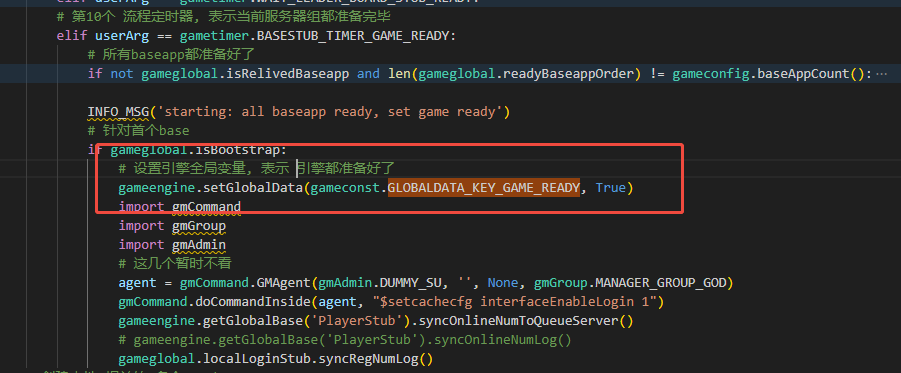 # 第10个 流程定时器, 表示当前服务器组都准备完毕
elif userArg == gametimer.BASESTUB_TIMER_GAME_READY:
# 所有baseapp都准备好了
if not gameglobal.isRelivedBaseapp and len(gameglobal.readyBaseappOrder) != gameconfig.baseAppCount():…
INFO_MSG('starting: all baseapp ready, set game ready')
# 针对首个base
if gameglobal.isBootstrap:
# 设置引擎全局变量, 表示 引擎都准备好了
gameengine.setGlobalData(gameconst.GLOBALDATA_KEY_GAME_READY, True)
import gmCommand
import gmGroup
import gmAdmin
# 这几个暂时不看
agent = gmCommand.GMAgent(gmAdmin.DUMMY_SU, '', None, gmGroup.MANAGER_GROUP_GOD)
gmCommand.doCommandInside(agent, "$setcachecfg interfaceEnableLogin 1")
gameengine.getGlobalBase('PlayerStub').syncOnlineNumToQueueServer()
# gameengine.getGlobalBase('PlayerStub').syncOnlineNumLog()
gameglobal.localLoginStub.syncRegNumLog()